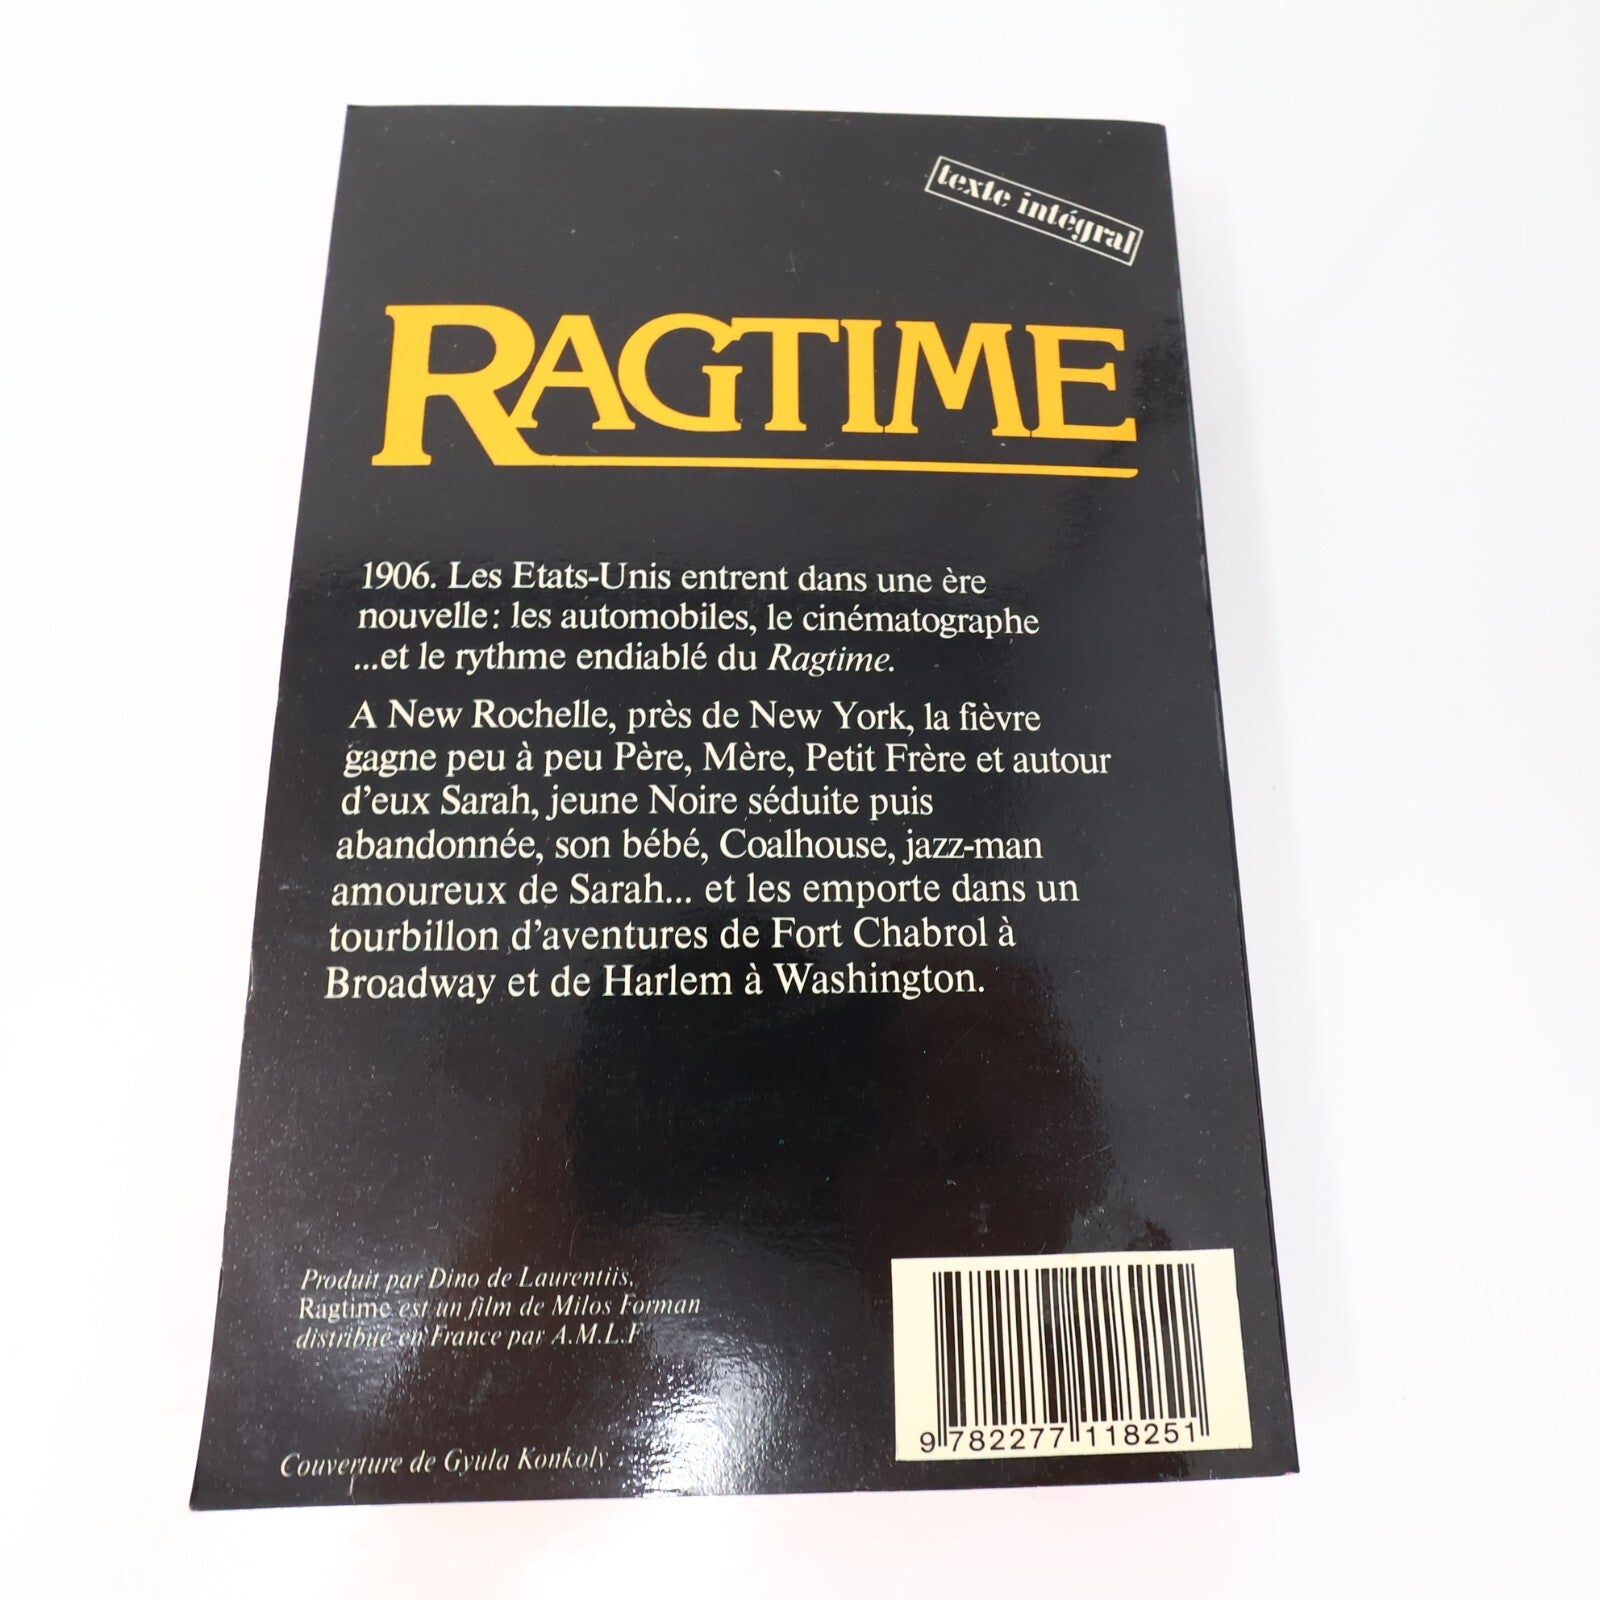 texte intégral
RAGTIME
1906. Les Etats-Unis entrent dans une ère
nouvelle : les automobiles, le cinématographe
...et le rythme endiablé du Ragtime.
A New Rochelle, près de New York, la fièvre
gagne peu à peu Père, Mère, Petit Frère et autour
d'eux Sarah, jeune Noire séduite puis
abandonnée, son bébé, Coalhouse, jazz-man
amoureux de Sarah... et les emporte dans un
tourbillon d'aventures de Fort Chabrol à
Broadway et de Harlem à Washington.
Produit par Dino de Laurentiis,
Ragtime est un film de Milos Forman
distribué en France par A.M.L.F.
Couverture de Gyula Konkoly
9 782277 118251